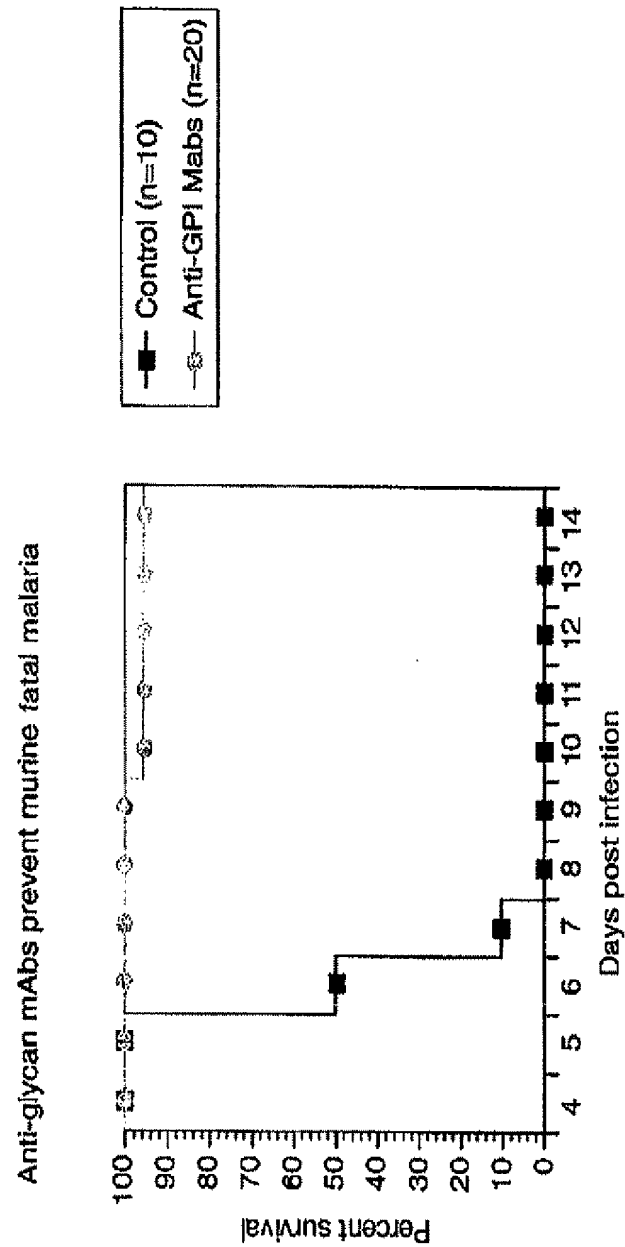 Anti-glycan mAbs prevent murine fatal malaria
Control (n=10)
Anti-GPI Mabs (n=20)
Percent survival
100
90
80
70
60
50
40
30
20
10
0
4 5 6 7 8 9 10 11 12 13 14
Days post infection